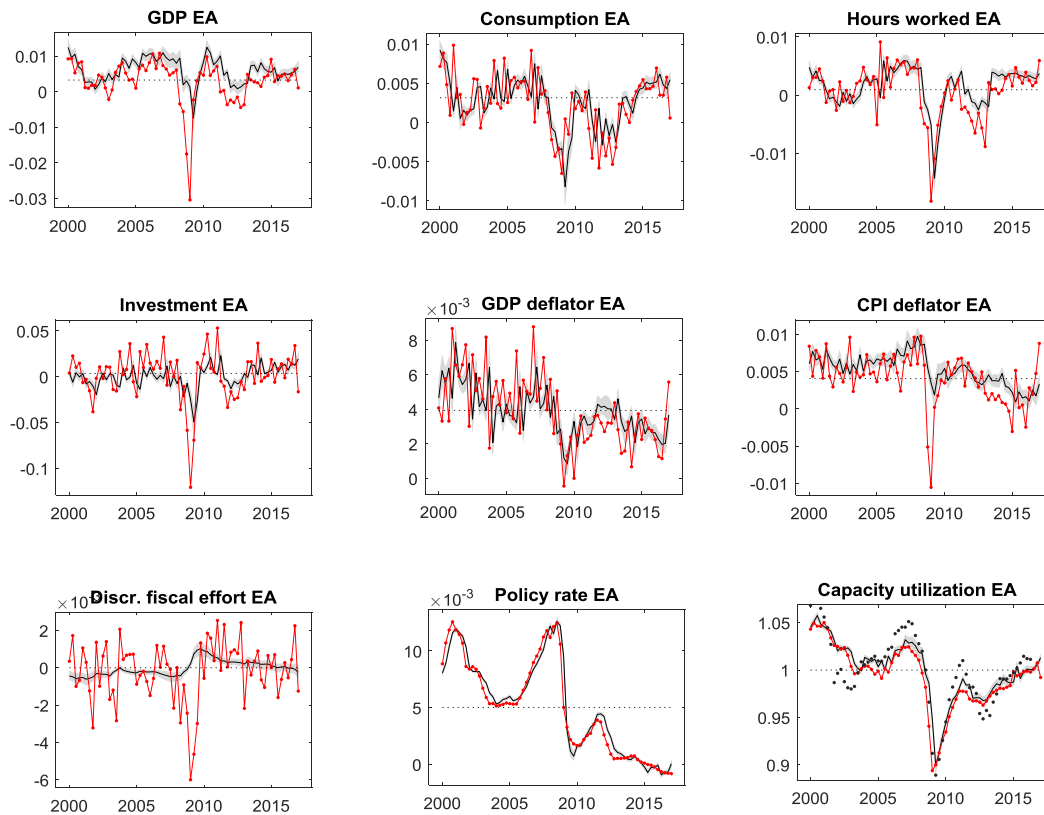 GDP EA
0.01
0
-0.01
-0.02
-0.03
2000 2005 2010 2015
Consumption EA
0.01
0.005
0
-0.005
-0.01
2000 2005 2010 2015
Hours worked EA
0.01
0
-0.01
2000 2005 2010 2015
Investment EA
0.05
0
-0.05
-0.1
2000 2005 2010 2015
×10⁻³
GDP deflator EA
8
6
4
2
0
2000 2005 2010 2015
CPI deflator EA
0.01
0.005
0
-0.005
-0.01
2000 2005 2010 2015
×10⁻³
Discr. fiscal effort EA
2
0
-2
-4
-6
2000 2005 2010 2015
×10⁻³
Policy rate EA
10
5
0
2000 2005 2010 2015
Capacity utilization EA
1.05
1
0.95
0.9
2000 2005 2010 2015